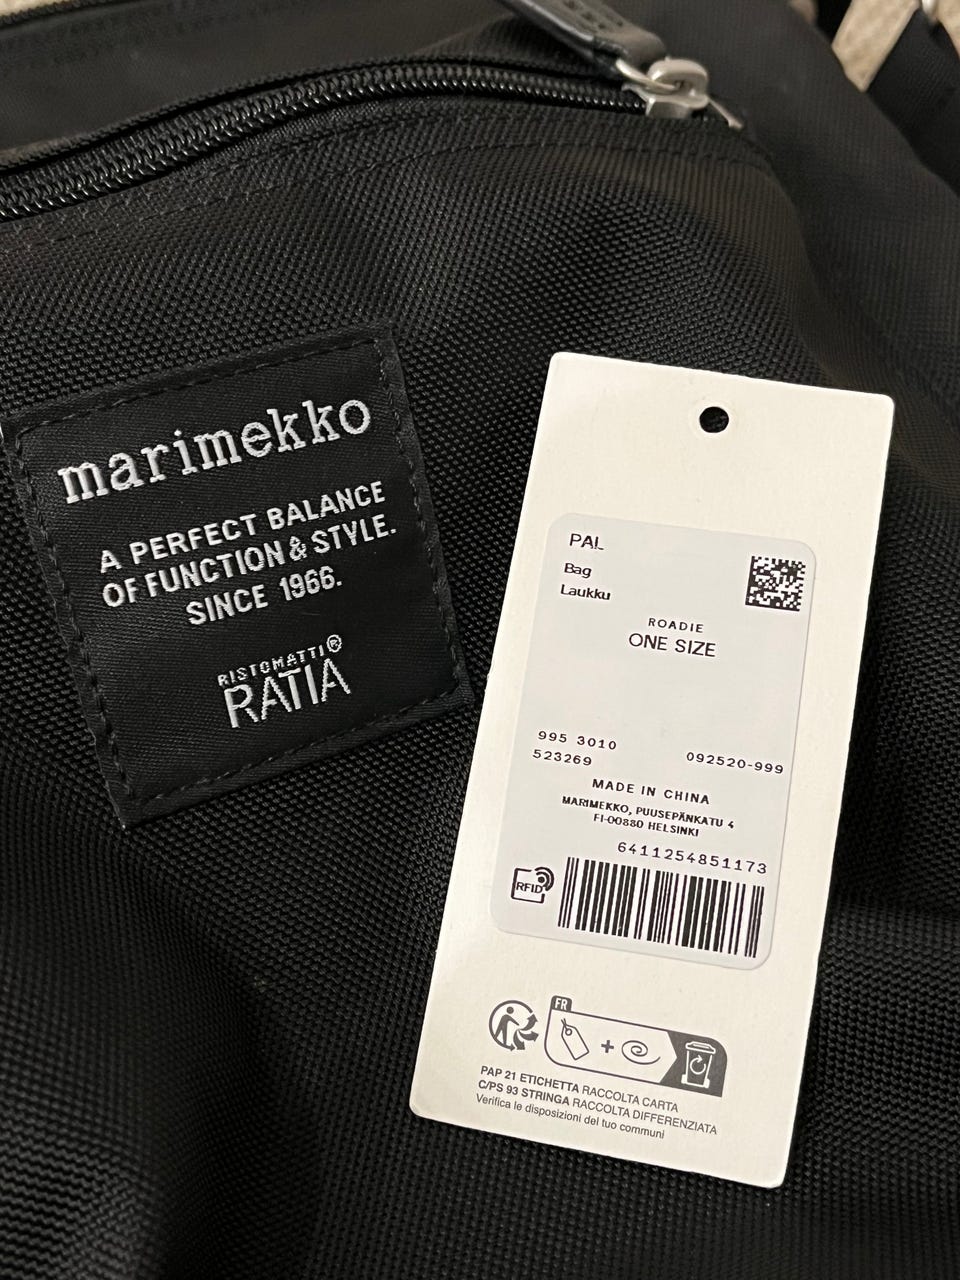 marimekko
A PERFECT BALANCE
OF FUNCTION & STYLE.
SINCE 1966.
RISTOMATTI®
RATIA
PAL
Bag
Laukku
ROADIE
ONE SIZE
995 3010
523269
092520-999
MADE IN CHINA
MARIMEKKO, PUUSEPÄNKATU 4
FI-00880 HELSINKI
6411254851173
RFID
FR
+
PAP 21 ETICHETTA RACCOLTA CARTA
C/PS 93 STRINGA RACCOLTA DIFFERENZIATA
Verifica le disposizioni del tuo comuni